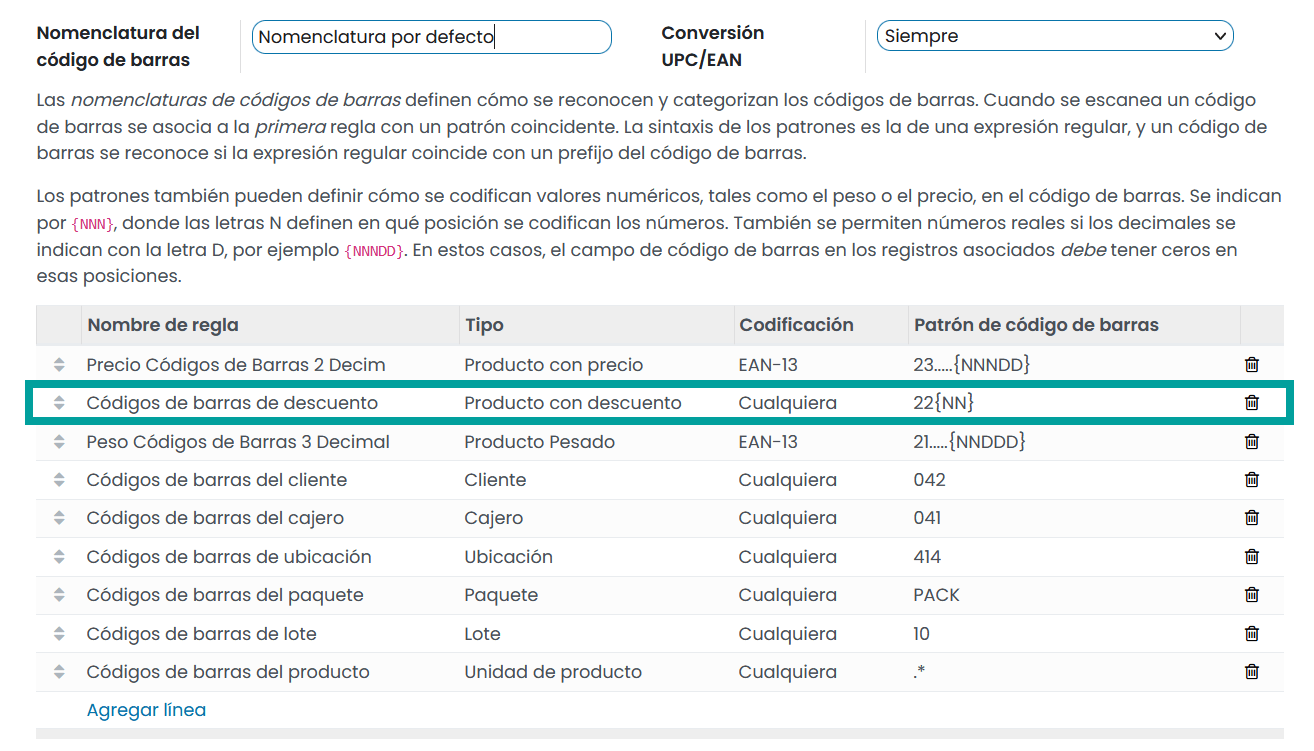 Nomenclatura del código de barras
Nomenclatura por defecto
Conversión UPC/EAN
Siempre
Las nomenclaturas de códigos de barras definen cómo se reconocen y categorizan los códigos de barras. Cuando se escanea un código
de barras se asocia a la primera regla con un patrón coincidente. La sintaxis de los patrones es la de una expresión regular, y un código de
barras se reconoce si la expresión regular coincide con un prefijo del código de barras.
Los patrones también pueden definir cómo se codifican valores numéricos, tales como el peso o el precio, en el código de barras. Se indican
por {NNN}, donde las letras N definen en qué posición se codifican los números. También se permiten números reales si los decimales se
indican con la letra D, por ejemplo {NNNDD}. En estos casos, el campo de código de barras en los registros asociados debe tener ceros en
esas posiciones.
Nombre de regla Tipo Codificación Patrón de código de barras
Precio Códigos de Barras 2 Decim Producto con precio EAN-13 23.....{NNNDD}
Códigos de barras de descuento Producto con descuento Cualquiera 22{NN}
Peso Códigos de Barras 3 Decimal Producto Pesado EAN-13 21.....{NNDDD}
Códigos de barras del cliente Cliente Cualquiera 042
Códigos de barras del cajero Cajero Cualquiera 041
Códigos de barras de ubicación Ubicación Cualquiera 414
Códigos de barras del paquete Paquete Cualquiera PACK
Códigos de barras de lote Lote Cualquiera 10
Códigos de barras del producto Unidad de producto Cualquiera .*
Agregar línea